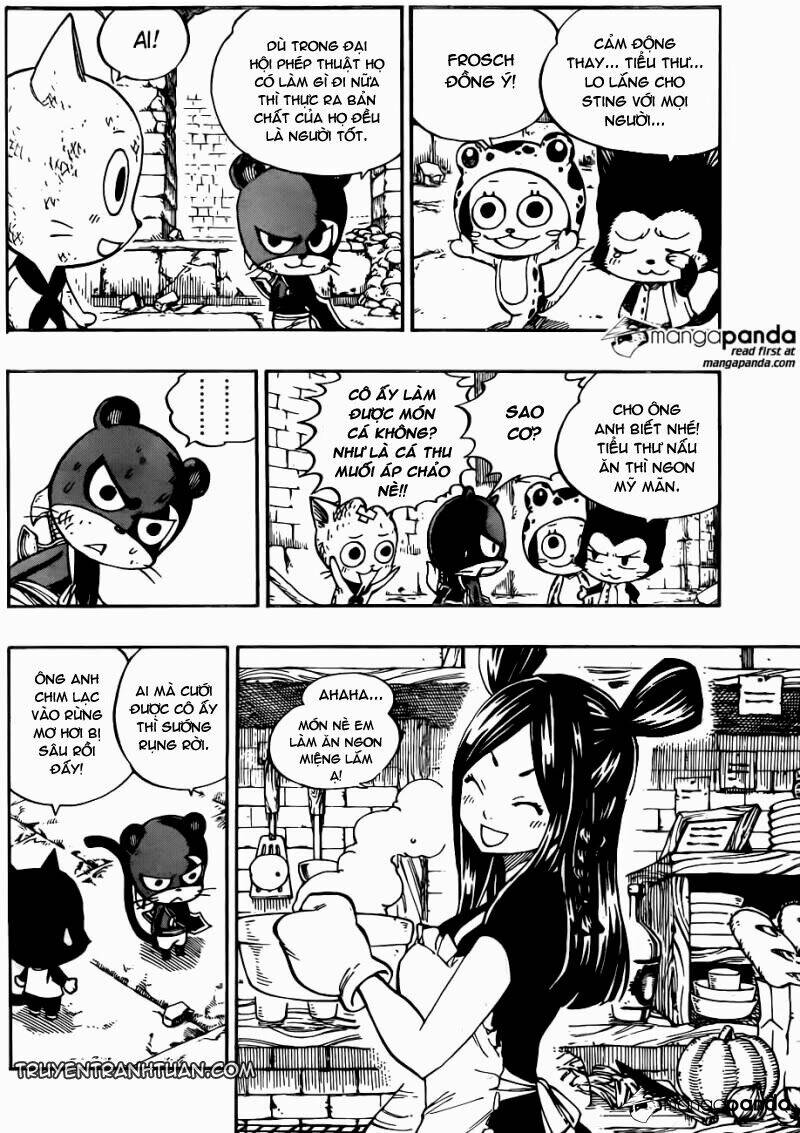 CẢM ĐỘNG
THAY... TIỂU THƯ...
LO LẮNG CHO
STING VỚI MỌI
NGƯỜI...
FROSCH
ĐỒNG Ý!
DÙ TRONG ĐẠI
HỘI PHÉP THUẬT HỌ
CÓ LÀM GÌ ĐI NỮA
THÌ THỰC RA BẢN
CHẤT CỦA HỌ ĐỀU
LÀ NGƯỜI TỐT.
AI!
mangapanda
read first at
mangapanda.com
CHO ÔNG
ANH BIẾT NHÉ!
TIỂU THƯ NẤU
ĂN THÌ NGON
MỸ MÃN.
SAO
CƠ?
CÔ ẤY LÀM
ĐƯỢC MÓN
CÁ KHÔNG?
NHƯ LÀ CÁ THU
MUỐI ÁP CHẢO
NÈ!!
AHAHA...
MÓN NÈ EM
LÀM ĂN NGON
MIỆNG LẮM
Ạ!
AI MÀ CƯỚI
ĐƯỢC CÔ ẤY
THÌ SƯỚNG
RỤNG RỜI.
ÔNG ANH
CHIM LẠC
VÀO RỪNG
MƠ HƠI BỊ
SÂU RỒI
ĐẤY!
TRUYENTRANHTUAN.COM
mangapanda